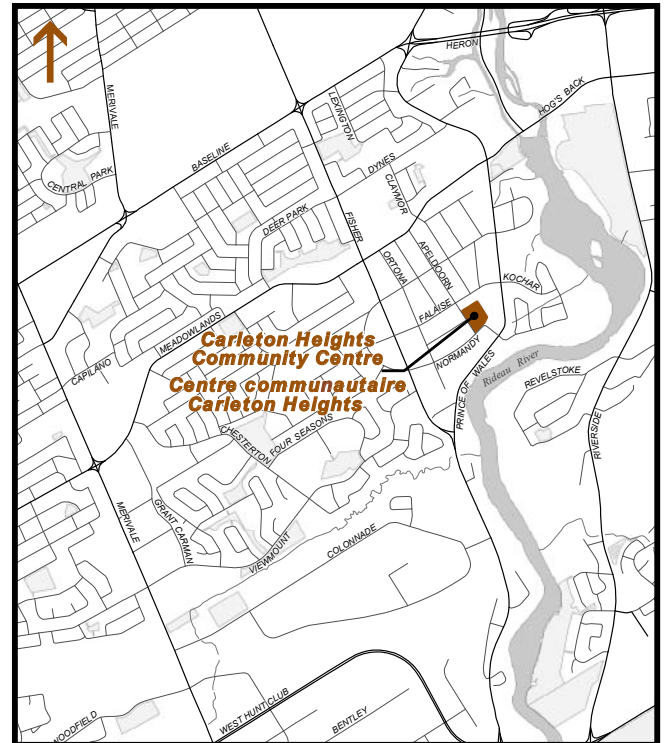 HERON
MERIVALE
HOG'S BACK
LEXINGTON
BASELINE
DYNES
CENTRAL PARK
CLAYMOR
DEER PARK
FISHER
APELDOORN
ORTONA
KOCHAR
FALAISE
MEADOWLANDS
Carleton Heights
Community Centre
NORMANDY
CAPILANO
PRINCE OF WALES
Rideau River
REVELSTOKE
Centre communautaire
Carleton Heights
RIVERSIDE
CHESTERTON
FOUR SEASONS
MERIVALE
GRANT CARMAN
COLONNADE
VIEWMOUNT
WEST HUNT CLUB
WOODFIELD
BENTLEY